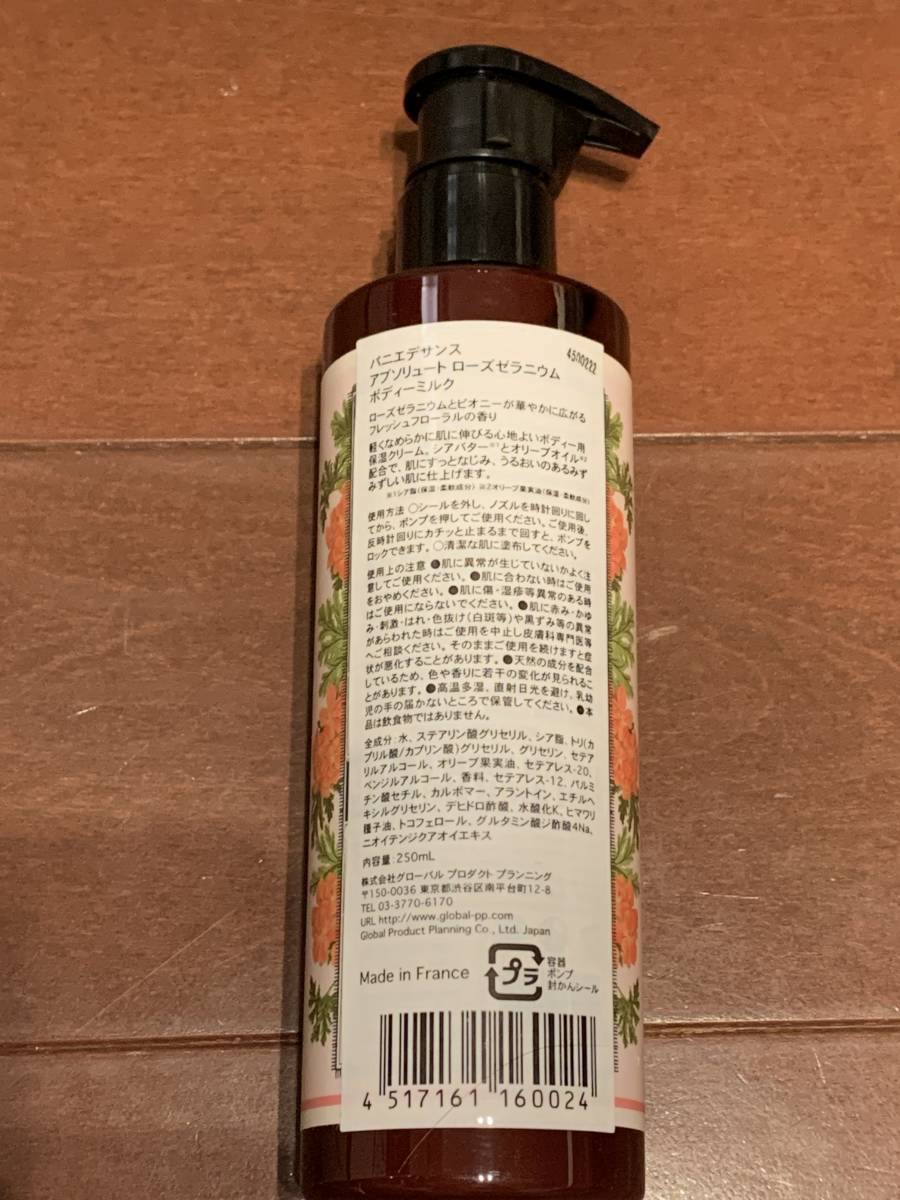 パニエデサンス
アブソリュート ローズゼラニウム
ボディーミルク
4500222
ローズゼラニウムとピオニーが華やかに広がる
フレッシュフローラルの香り
軽くなめらかに肌に伸びる心地よいボディー用
保湿クリーム。シアバター※1とオリーブオイル※2
配合で、肌にすっとなじみ、うるおいのあるみず
みずしい肌に仕上げます。
※1シア脂(保湿・柔軟成分) ※2オリーブ果実油(保湿・柔軟成分)
使用方法 ○シールを外し、ノズルを時計回りに回し
てから、ポンプを押してご使用ください。ご使用後、
反時計回りにカチッと止まるまで回すと、ポンプを
ロックできます。○清潔な肌に塗布してください。
使用上の注意 ●肌に異常が生じていないかよく注
意してご使用ください。●肌に合わない時はご使用
をおやめください。●肌に傷・湿疹等異常のある時
はご使用にならないでください。●肌に赤み・かゆ
み・刺激・はれ・色抜け(白斑等)や黒ずみ等の異常
があらわれた時はご使用を中止し皮膚科専門医等
へご相談ください。そのままご使用を続けますと症
状が悪化することがあります。●天然の成分を配合
しているため、色や香りに若干の変化が見られるこ
とがあります。●高温多湿、直射日光を避け、乳幼
児の手の届かないところで保管してください。●本
品は飲食物ではありません。
全成分:水、ステアリン酸グリセリル、シア脂、トリ(カ
プリル酸/カプリン酸)グリセリル、グリセリン、セテア
リルアルコール、オリーブ果実油、セテアレス-20、
ベンジルアルコール、香料、セテアレス-12、パルミ
チン酸セチル、カルボマー、アラントイン、エチルヘ
キシルグリセリン、デヒドロ酢酸、水酸化K、ヒマワリ
種子油、トコフェロール、グルタミン酸ジ酢酸4Na、
ニオイテンジクアオイエキス
内容量:250mL
株式会社グローバル プロダクト プランニング
〒150-0036 東京都渋谷区南平台町12-8
TEL 03-3770-6170
URL http://www.global-pp.com
Global Product Planning Co., Ltd. Japan
Made in France
プラ
容器
ポンプ
封かんシール
4 517161 160024